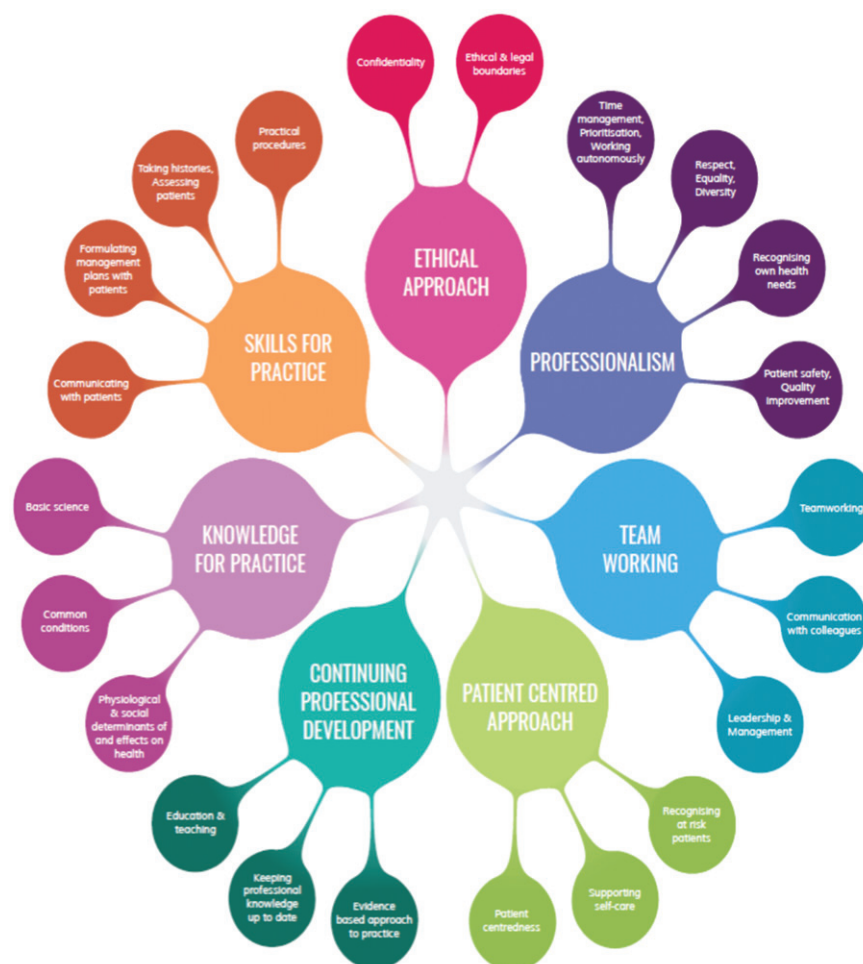 Confidentiality
Ethical & legal
boundaries
ETHICAL
APPROACH
Time
management,
Prioritisation,
Working
autonomously
Respect,
Equality,
Diversity
Recognising
own health
needs
Patient safety,
Quality
improvement
PROFESSIONALISM
Teamworking
Communication
with colleagues
Leadership &
Management
TEAM
WORKING
Recognising
at risk
patients
Supporting
self-care
Patient
centredness
PATIENT CENTRED
APPROACH
Evidence
based approach
to practice
Keeping
professional
knowledge
up to date
Education &
teaching
CONTINUING
PROFESSIONAL
DEVELOPMENT
Physiological
& social
determinants of
and effects on
health
Common
conditions
Basic science
KNOWLEDGE
FOR PRACTICE
Communicating
with patients
Formulating
management
plans with
patients
Taking histories,
Assessing
patients
Practical
procedures
SKILLS FOR
PRACTICE